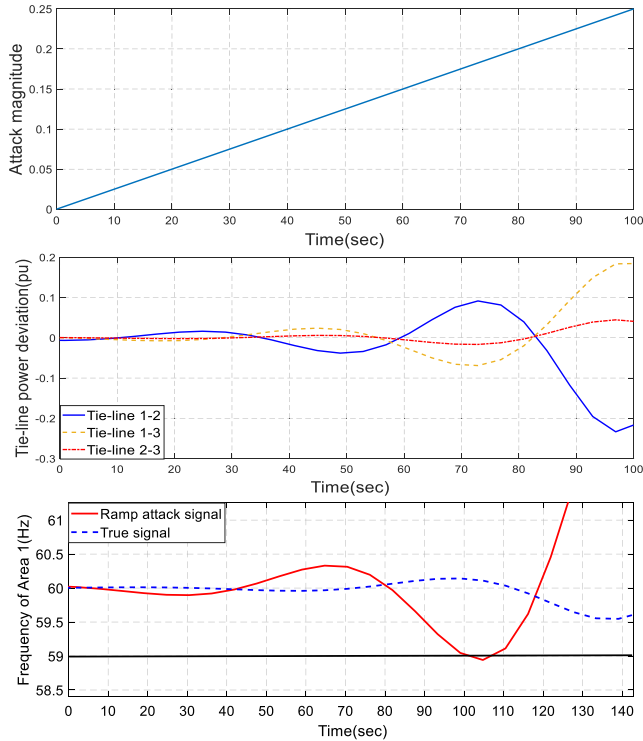 0.25
0.2
0.15
0.1
0.05
0
Attack magnitude
0 10 20 30 40 50 60 70 80 90 100
Time(sec)
0.2
0.1
0
-0.1
-0.2
-0.3
Tie-line power deviation(pu)
Tie-line 1-2
Tie-line 1-3
Tie-line 2-3
0 10 20 30 40 50 60 70 80 90 100
Time(sec)
61
60.5
60
59.5
59
58.5
Frequency of Area 1(Hz)
Ramp attack signal
True signal
0 10 20 30 40 50 60 70 80 90 100 110 120 130 140
Time(sec)